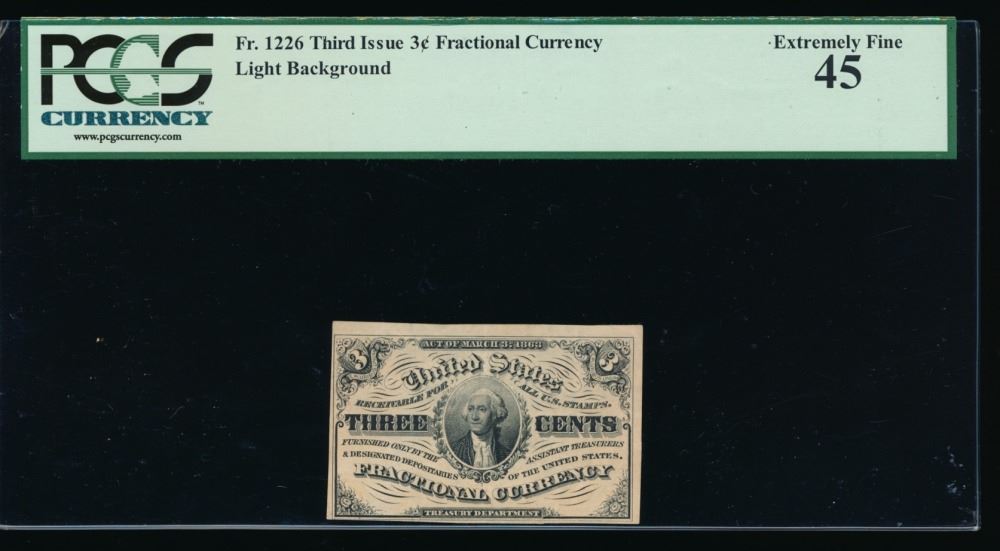 PCGS
CURRENCY
www.pcgscurrency.com
Fr. 1226 Third Issue 3¢ Fractional Currency
Light Background
Extremely Fine
45
ACT OF MARCH 3; 1863
3 3
United States
RECEIVABLE FOR ALL U.S. STAMPS.
THREE CENTS
FURNISHED ONLY BY THE ASSISTANT TREASURERS
& DESIGNATED DEPOSITARIES OF THE UNITED STATES.
FRACTIONAL CURRENCY
TREASURY DEPARTMENT